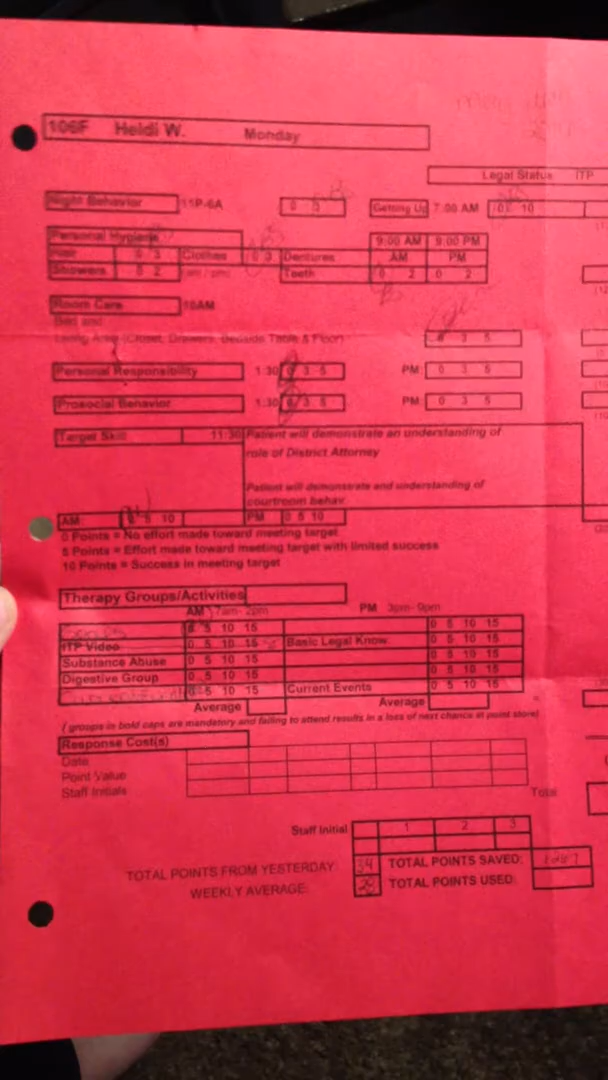 106F Heidi W. Monday
Legal Status ITP
Night Behavior 11P-6A 0 5 Getting Up 7:00 AM 0 10
Personal Hygiene 9:00 AM 9:00 PM
Hair 0 3 Clothes 0 3 Dentures AM PM
Showers 0 2 Teeth 0 2 0 2
Room Care 10AM
Bed and
Living Area (Closet, Drawers, Bedside Table & Floor) 0 3 5
Personal Responsibility 1:30 0 3 5 PM 0 3 5
Prosocial Behavior 1:30 0 3 5 PM 0 3 5
Target Skill 11:30 Patient will demonstrate an understanding of
role of District Attorney
Patient will demonstrate and understanding of
courtroom behav.
AM: 0 5 10 PM 0 5 10
0 Points = No effort made toward meeting target
5 Points = Effort made toward meeting target with limited success
10 Points = Success in meeting target
Therapy Groups/Activities
AM 7am- 2pm PM 3pm- 9pm
0 5 10 15 0 5 10 15
ITP Video 0 5 10 15 Basic Legal Know. 0 5 10 15
Substance Abuse 0 5 10 15 0 5 10 15
Digestive Group 0 5 10 15 0 5 10 15
0 5 10 15 Current Events 0 5 10 15
Average Average
( groups in bold caps are mandatory and failing to attend results in a loss of next chance at point store)
Response Cost(s)
Date
Point Value
Staff Initials Total
Staff Initial 1 2 3
TOTAL POINTS FROM YESTERDAY: 34 TOTAL POINTS SAVED:
WEEKLY AVERAGE: 28 TOTAL POINTS USED: